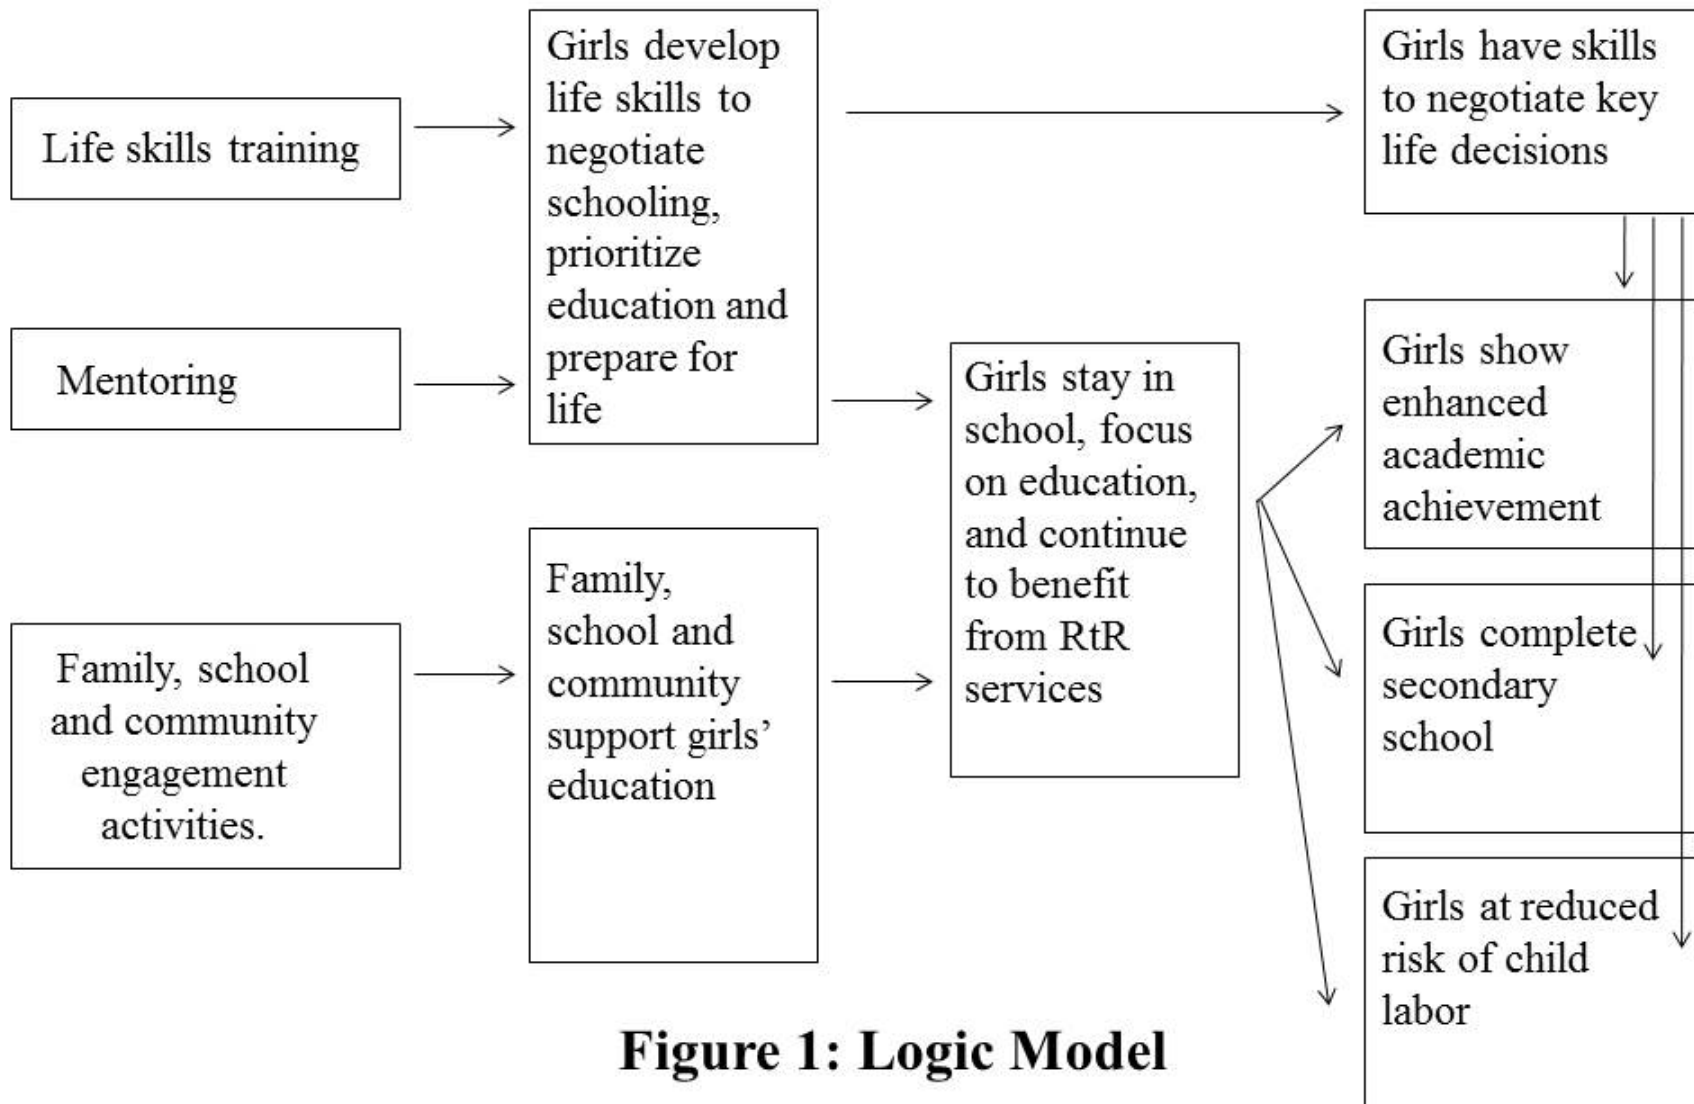 Life skills training
Mentoring
Family, school
and community
engagement
activities.
Girls develop
life skills to
negotiate
schooling,
prioritize
education and
prepare for
life
Family,
school and
community
support girls’
education
Girls stay in
school, focus
on education,
and continue
to benefit
from RtR
services
Girls have skills
to negotiate key
life decisions
Girls show
enhanced
academic
achievement
Girls complete
secondary
school
Girls at reduced
risk of child
labor
Figure 1: Logic Model